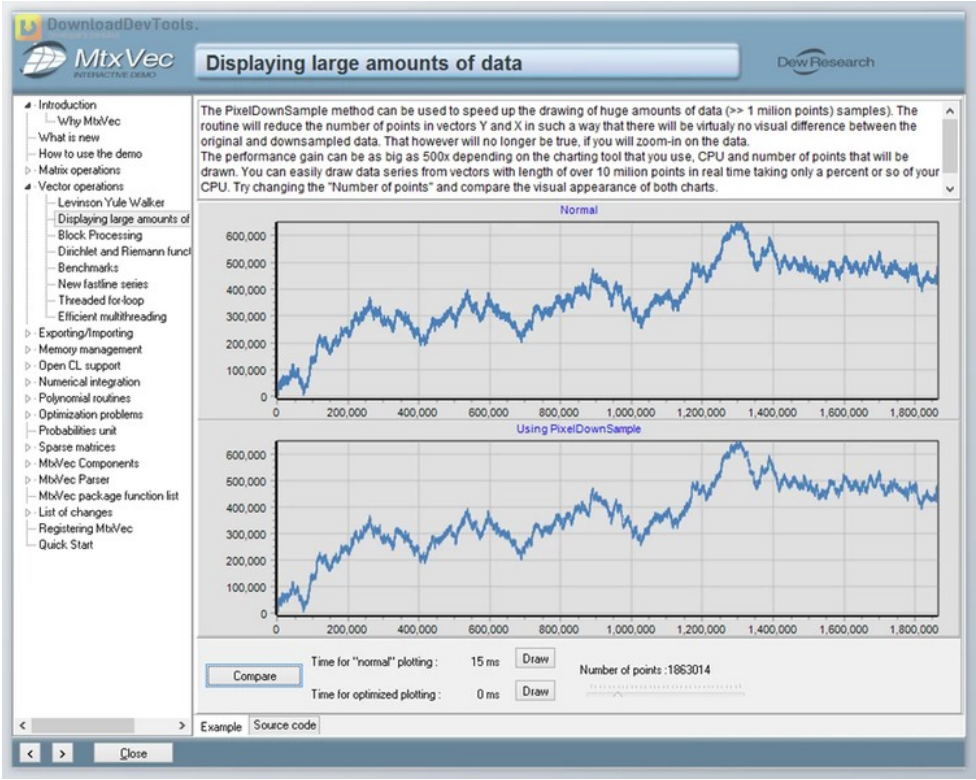 DownloadDevTools.
MtxVec
INTERACTIVE DEMO
Displaying large amounts of data
DewResearch
Introduction
Why MtxVec
What is new
How to use the demo
Matrix operations
Vector operations
Levinson Yule Walker
Displaying large amounts of
Block Processing
Dirichlet and Riemann funct
Benchmarks
New fastline series
Threaded for-loop
Efficient multithreading
Exporting/Importing
Memory management
Open CL support
Numerical integration
Polynomial routines
Optimization problems
Probabilities unit
Sparse matrices
MtxVec Components
MtxVec Parser
MtxVec package function list
List of changes
Registering MtxVec
Quick Start
The PixelDownSample method can be used to speed up the drawing of huge amounts of data (>> 1 milion points) samples). The
routine will reduce the number of points in vectors Y and X in such a way that there will be virtualy no visual difference between the
original and downsampled data. That however will no longer be true, if you will zoom-in on the data.
The performance gain can be as big as 500x depending on the charting tool that you use, CPU and number of points that will be
drawn. You can easily draw data series from vectors with length of over 10 milion points in real time taking only a percent or so of your
CPU. Try changing the "Number of points" and compare the visual appearance of both charts.
Normal
600,000
500,000
400,000
300,000
200,000
100,000
0
0 200,000 400,000 600,000 800,000 1,000,000 1,200,000 1,400,000 1,600,000 1,800,000
Using PixelDownSample
600,000
500,000
400,000
300,000
200,000
100,000
0
0 200,000 400,000 600,000 800,000 1,000,000 1,200,000 1,400,000 1,600,000 1,800,000
Compare
Time for "normal" plotting : 15 ms Draw
Number of points :1863014
Time for optimized plotting : 0 ms Draw
Example Source code
< > Close